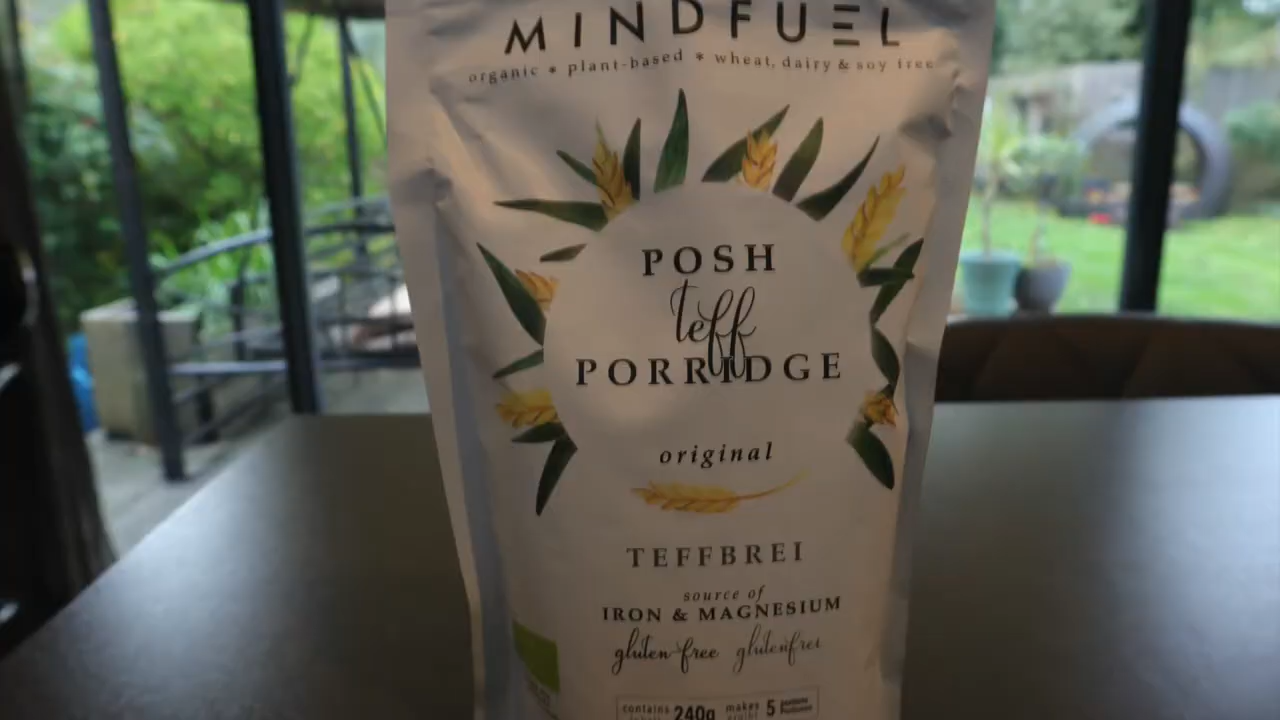 MINDFUEL
organic * plant-based * wheat, dairy & soy free
POSH
teff
PORRIDGE
original
TEFFBREI
source of
IRON & MAGNESIUM
gluten-free glutenfrei
contains 240g makes 5 portions